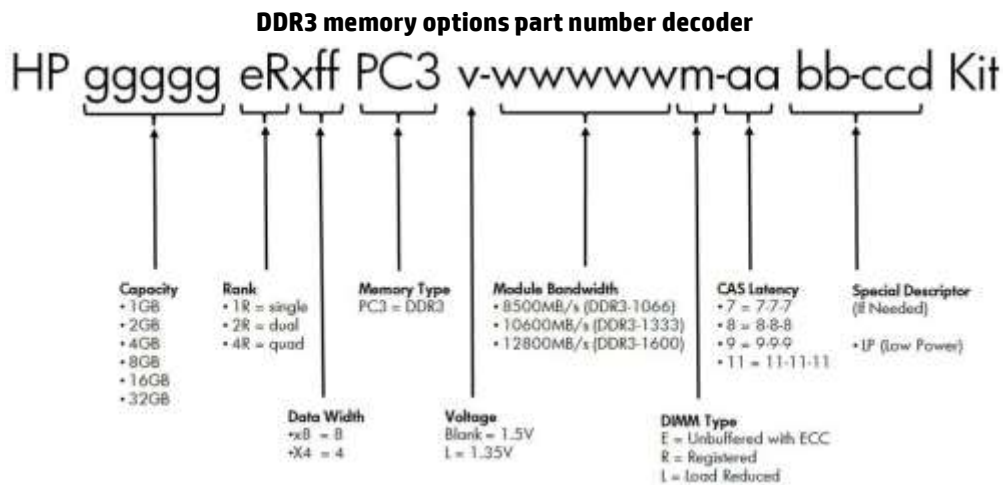 DDR3 memory options part number decoder
HP ggggg eRxff PC3 v-wwwwwm-aa bb-ccd Kit
Capacity
• 1GB
• 2GB
• 4GB
• 8GB
• 16GB
• 32GB
Rank
• 1R = single
• 2R = dual
• 4R = quad
Memory Type
PC3 = DDR3
Module Bandwidth
• 8500MB/s (DDR3-1066)
• 10600MB/s (DDR3-1333)
• 12800MB/s (DDR3-1600)
CAS Latency
• 7 = 7-7-7
• 8 = 8-8-8
• 9 = 9-9-9
• 11 = 11-11-11
Special Descriptor
(If Needed)
• LP (Low Power)
Data Width
•x8 = 8
•X4 = 4
Voltage
Blank = 1.5V
L = 1.35V
DIMM Type
E = Unbuffered with ECC
R = Registered
L = Load Reduced